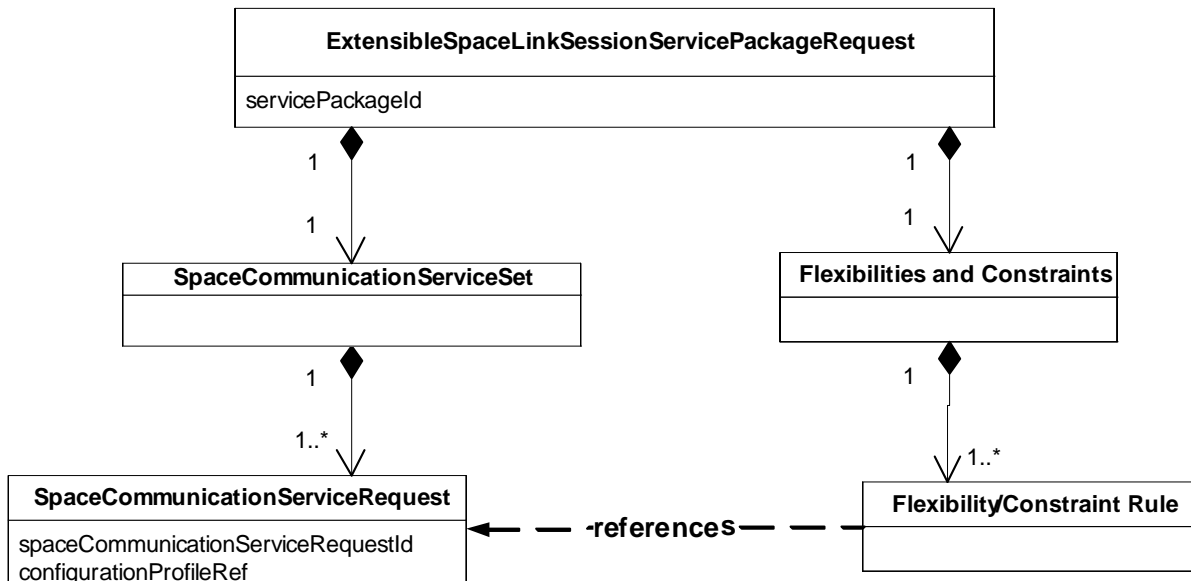 ExtensibleSpaceLinkSessionServicePackageRequest
servicePackageId
1
1
1
1
SpaceCommunicationServiceSet
Flexibilities and Constraints
1
1
1..*
1..*
SpaceCommunicationServiceRequest
Flexibility/Constraint Rule
references
spaceCommunicationServiceRequestId
configurationProfileRef